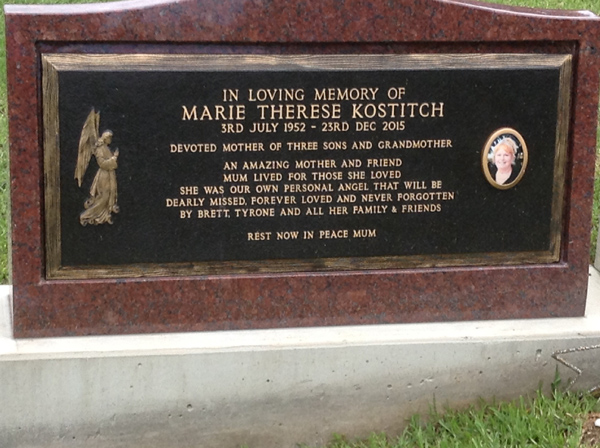 IN LOVING MEMORY OF
MARIE THERESE KOSTITCH
3RD JULY 1952 - 23RD DEC 2015
DEVOTED MOTHER OF THREE SONS AND GRANDMOTHER
AN AMAZING MOTHER AND FRIEND
MUM LIVED FOR THOSE SHE LOVED
SHE WAS OUR OWN PERSONAL ANGEL THAT WILL BE
DEARLY MISSED, FOREVER LOVED AND NEVER FORGOTTEN
BY BRETT, TYRONE AND ALL HER FAMILY & FRIENDS
REST NOW IN PEACE MUM